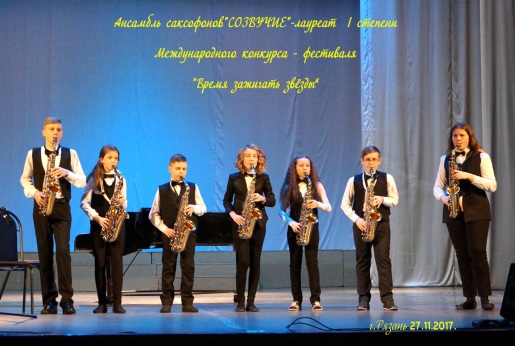 Ансамбль саксофонов"СОЗВУЧИЕ"-лауреат I степени
Международного конкурса - фестиваля
"Время зажигать звёзды"
г.Рязань 27.11.2017.